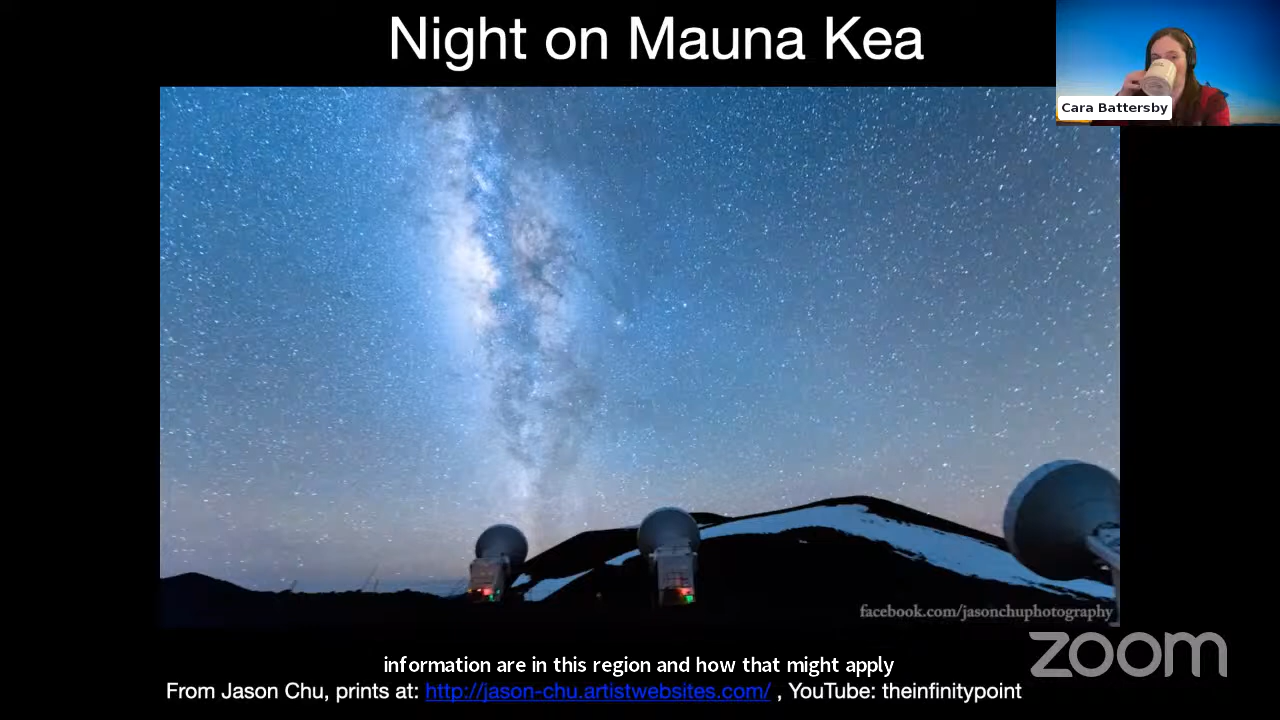 Night on Mauna Kea
Cara Battersby
facebook.com/jasonchuphotography
zoom
information are in this region and how that might apply
From Jason Chu, prints at: http://jason-chu.artistwebsites.com/ , YouTube: theinfinitypoint